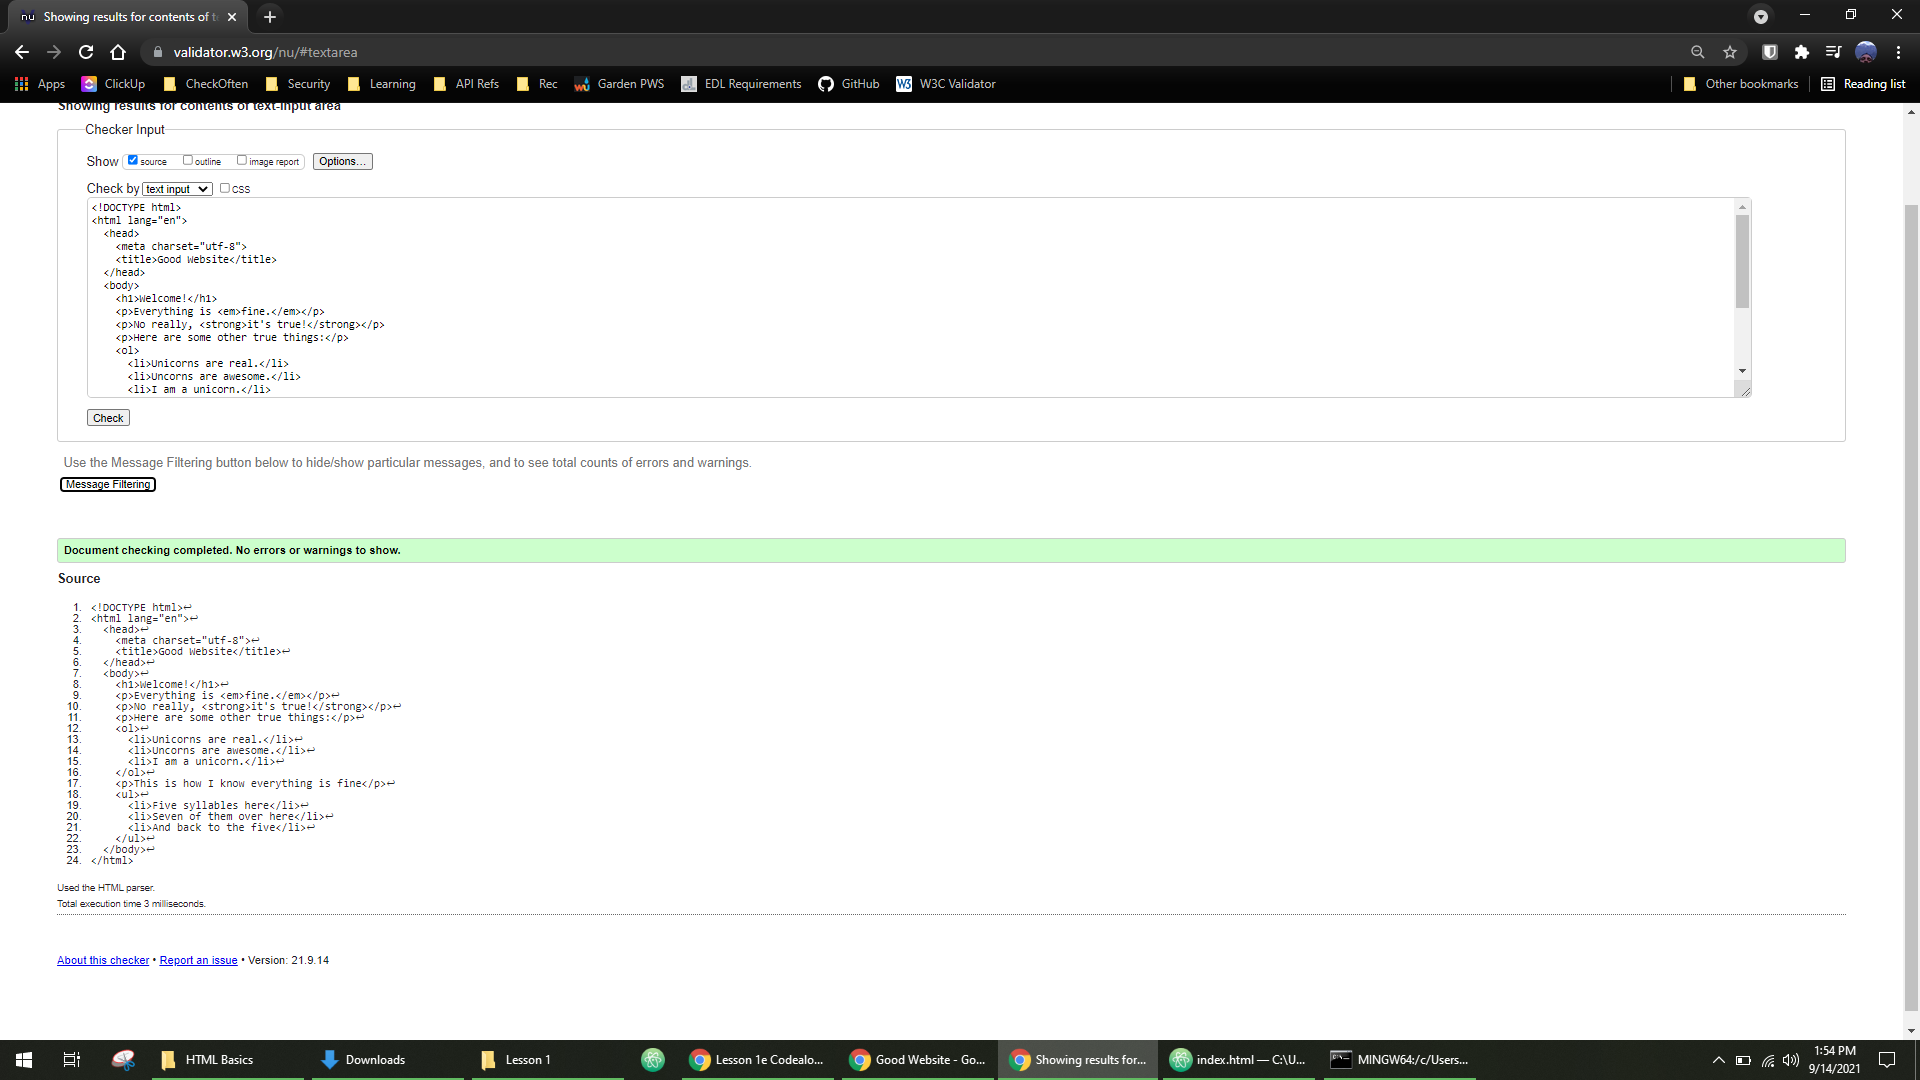 Showing results for contents of te
validator.w3.org/nu/#textarea
Apps ClickUp CheckOften Security Learning API Refs Rec Garden PWS EDL Requirements GitHub W3C Validator Other bookmarks Reading list
Showing results for contents of text-input area
Checker Input
Show source outline image report Options...
Check by text input css
<!DOCTYPE html>
<html lang="en">
  <head>
    <meta charset="utf-8">
    <title>Good Website</title>
  </head>
  <body>
    <h1>Welcome!</h1>
    <p>Everything is <em>fine.</em></p>
    <p>No really, <strong>it's true!</strong></p>
    <p>Here are some other true things:</p>
    <ol>
      <li>Unicorns are real.</li>
      <li>Uncorns are awesome.</li>
      <li>I am a unicorn.</li>
Check
Use the Message Filtering button below to hide/show particular messages, and to see total counts of errors and warnings.
Message Filtering
Document checking completed. No errors or warnings to show.
Source
1. <!DOCTYPE html>↩
2. <html lang="en">↩
3.   <head>↩
4.     <meta charset="utf-8">↩
5.     <title>Good Website</title>↩
6.   </head>↩
7.   <body>↩
8.     <h1>Welcome!</h1>↩
9.     <p>Everything is <em>fine.</em></p>↩
10.     <p>No really, <strong>it's true!</strong></p>↩
11.     <p>Here are some other true things:</p>↩
12.     <ol>↩
13.       <li>Unicorns are real.</li>↩
14.       <li>Uncorns are awesome.</li>↩
15.       <li>I am a unicorn.</li>↩
16.     </ol>↩
17.     <p>This is how I know everything is fine</p>↩
18.     <ul>↩
19.       <li>Five syllables here</li>↩
20.       <li>Seven of them over here</li>↩
21.       <li>And back to the five</li>↩
22.     </ul>↩
23.   </body>↩
24. </html>
Used the HTML parser.
Total execution time 3 milliseconds.
About this checker • Report an issue • Version: 21.9.14
HTML Basics Downloads Lesson 1 Lesson 1e Codealo... Good Website - Go... Showing results for... index.html — C:\U... MINGW64:/c/Users... 1:54 PM
9/14/2021